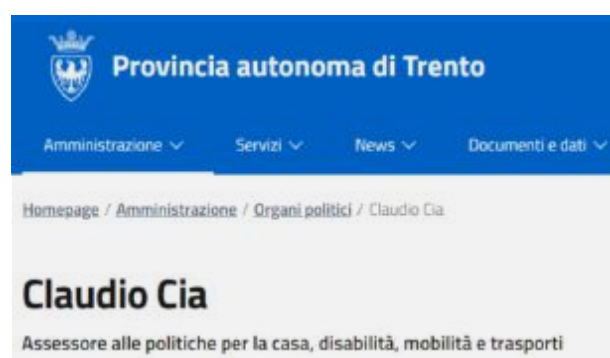 Provincia autonoma di Trento
Amministrazione Servizi News Documenti e dati
Homepage / Amministrazione / Organi politici / Claudio Cia
Claudio Cia
Assessore alle politiche per la casa, disabilità, mobilità e trasporti